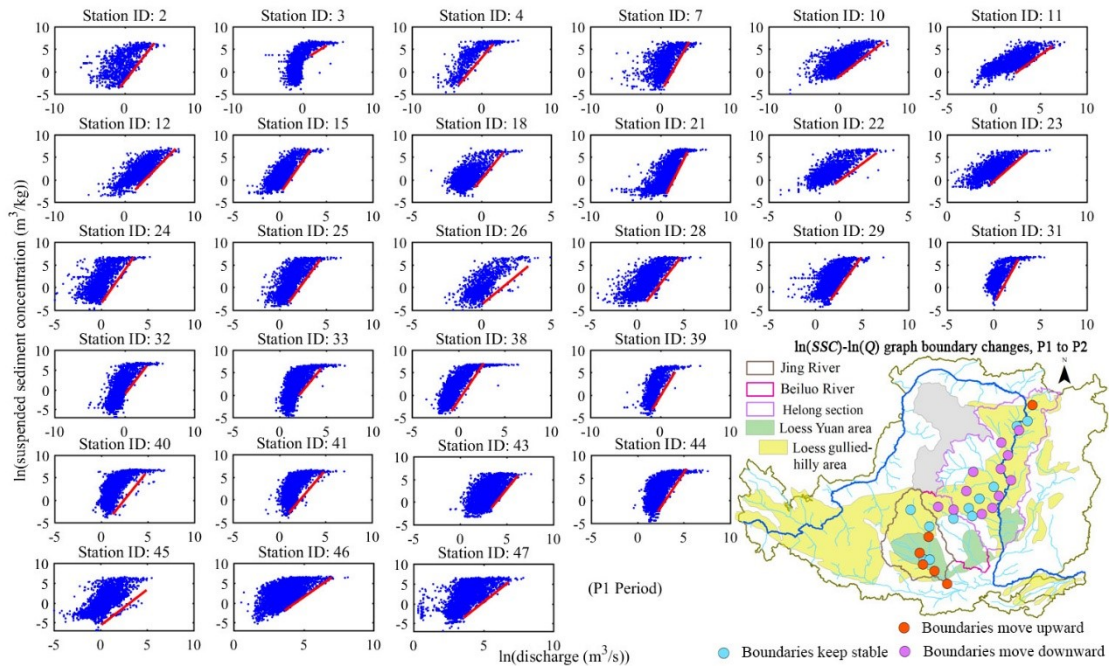 Station ID: 2 Station ID: 3 Station ID: 4 Station ID: 7 Station ID: 10 Station ID: 11
Station ID: 12 Station ID: 15 Station ID: 18 Station ID: 21 Station ID: 22 Station ID: 23
Station ID: 24 Station ID: 25 Station ID: 26 Station ID: 28 Station ID: 29 Station ID: 31
Station ID: 32 Station ID: 33 Station ID: 38 Station ID: 39
Station ID: 40 Station ID: 41 Station ID: 43 Station ID: 44
Station ID: 45 Station ID: 46 Station ID: 47
ln(suspended sediment concentration (m³/kg))
ln(discharge (m³/s))
(P1 Period)
ln(SSC)-ln(Q) graph boundary changes, P1 to P2
N
Jing River
Beiluo River
Helong section
Loess Yuan area
Loess gullied-
hilly area
Boundaries move upward
Boundaries keep stable
Boundaries move downward